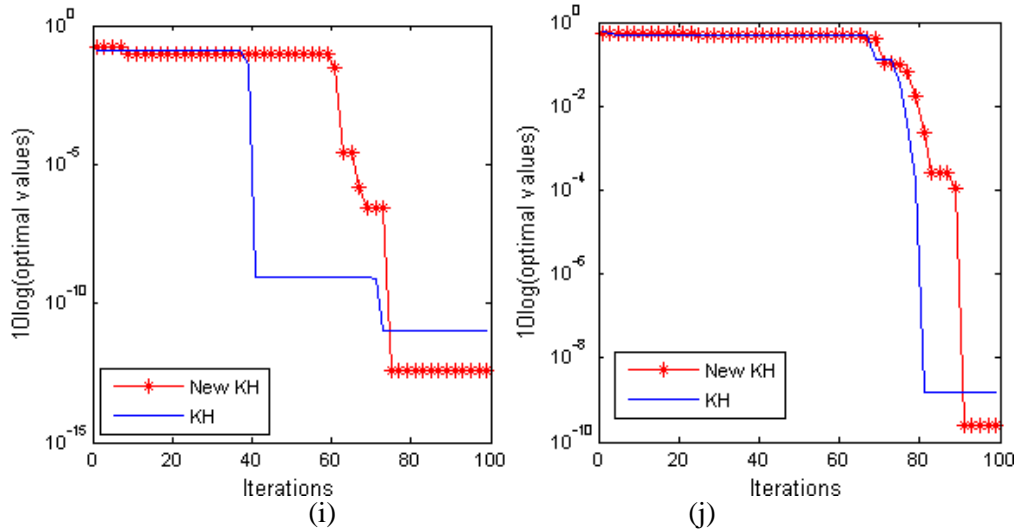 10^0
10^-5
10^-10
10^-15
10log(optimal values)
New KH
KH
0 20 40 60 80 100
Iterations
(i)
10^0
10^-2
10^-4
10^-6
10^-8
10^-10
10log(optimal values)
New KH
KH
0 20 40 60 80 100
Iterations
(j)